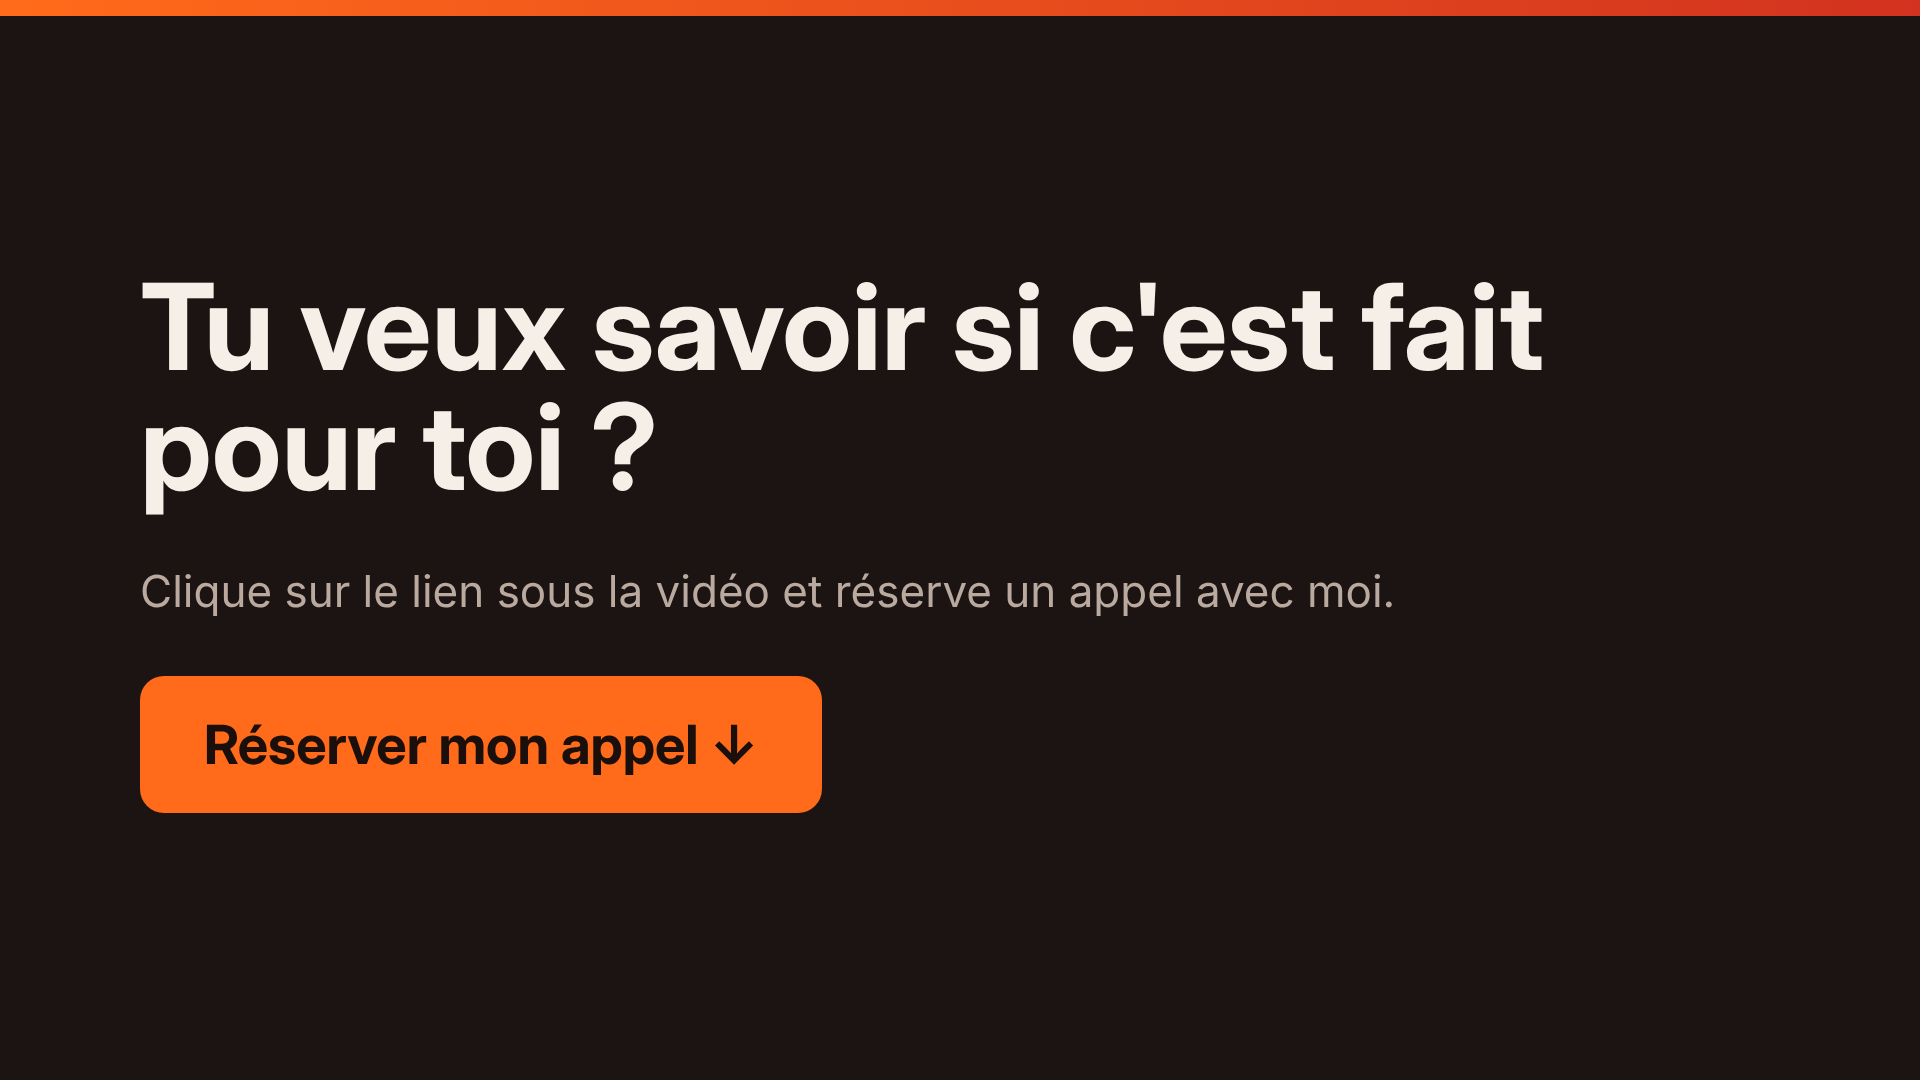 Tu veux savoir si c'est fait
pour toi ?
Clique sur le lien sous la vidéo et réserve un appel avec moi.
Réserver mon appel ↓